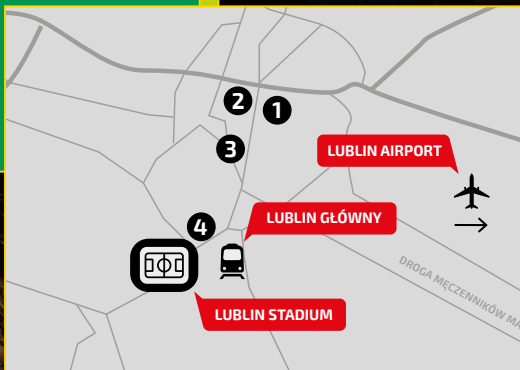 2
1
3
LUBLIN AIRPORT
4
LUBLIN GŁÓWNY
DROGA MĘCZENNIKÓW MA
LUBLIN STADIUM